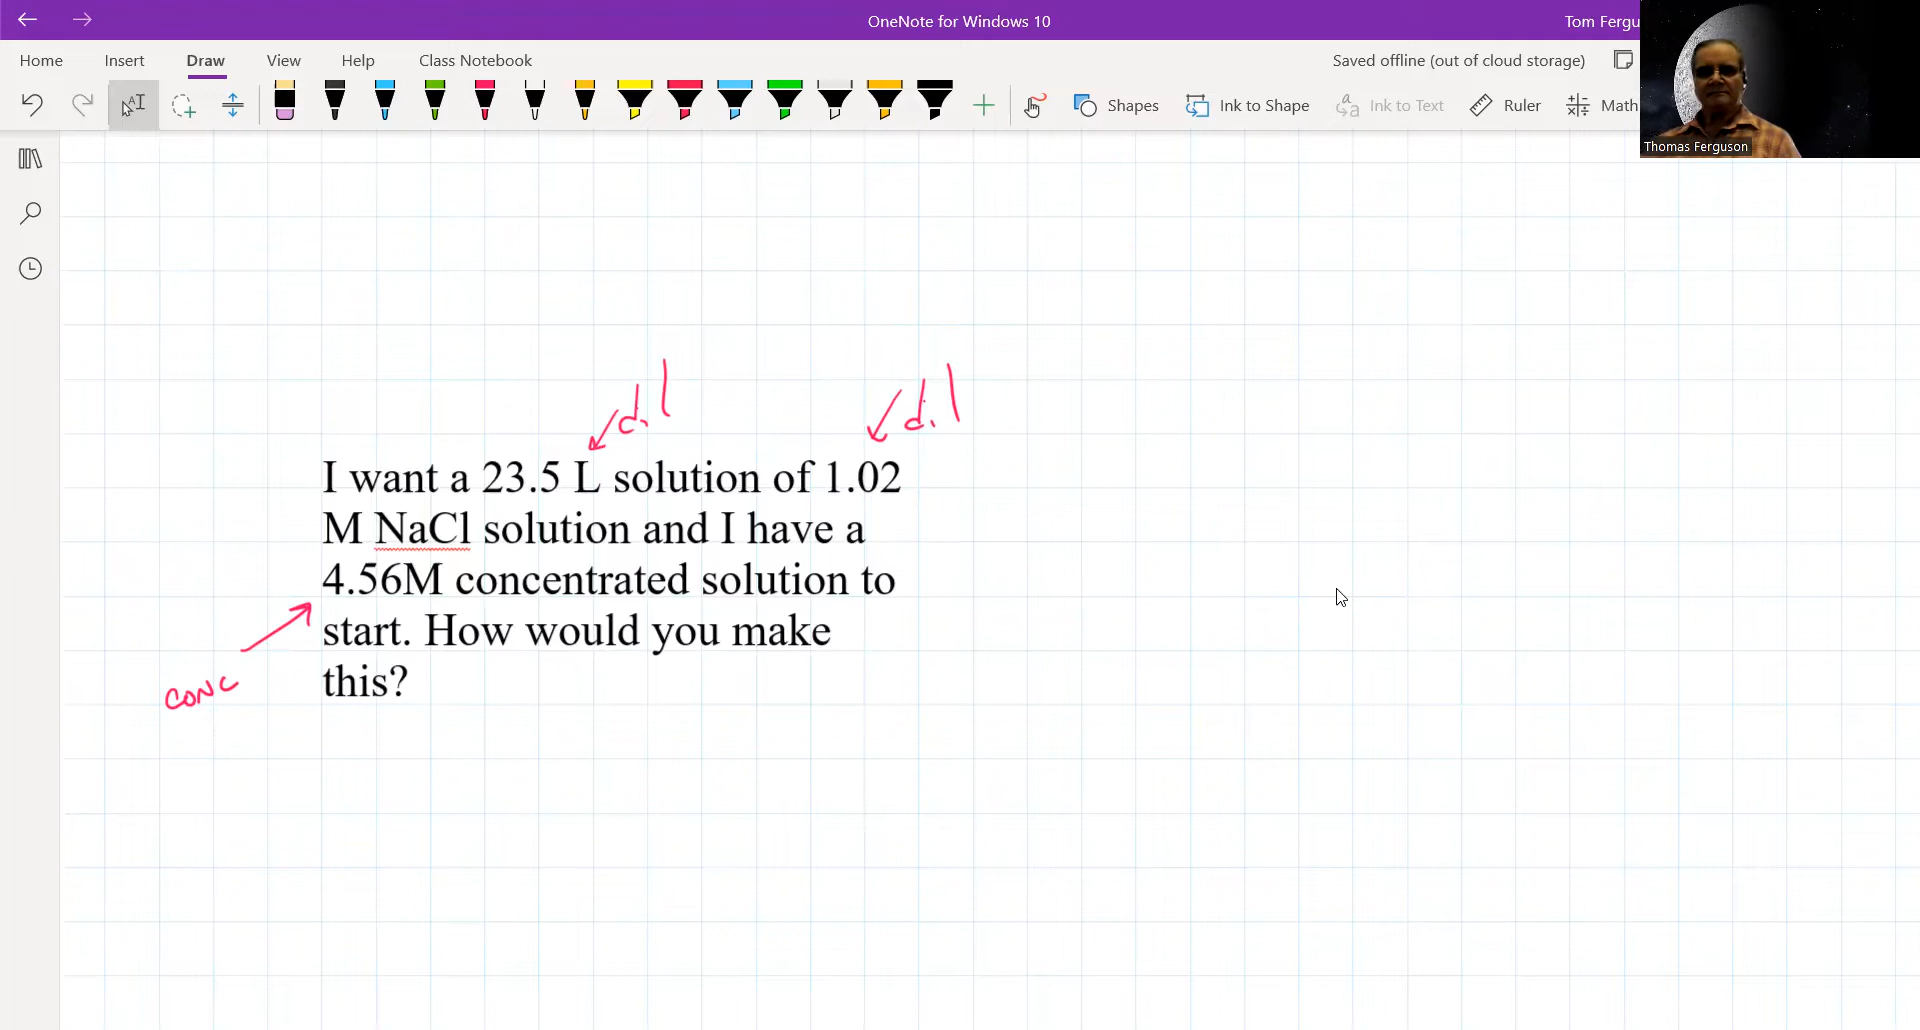 OneNote for Windows 10
Tom Fergu
Home Insert Draw View Help Class Notebook
Saved offline (out of cloud storage)
Shapes Ink to Shape Ink to Text Ruler Math
Thomas Ferguson
dil dil
I want a 23.5 L solution of 1.02
M NaCl solution and I have a
4.56M concentrated solution to
start. How would you make
this?
conc